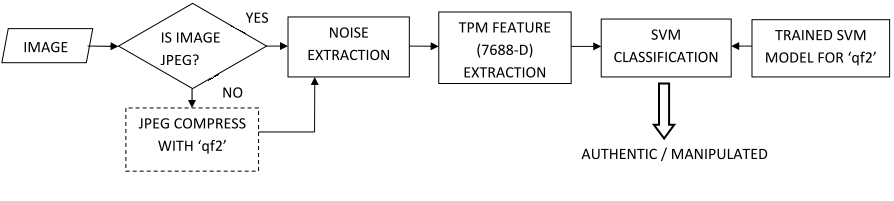 IMAGE
IS IMAGE
JPEG?
YES
NO
JPEG COMPRESS
WITH ‘qf2’
NOISE
EXTRACTION
TPM FEATURE
(7688-D)
EXTRACTION
SVM
CLASSIFICATION
TRAINED SVM
MODEL FOR ‘qf2’
AUTHENTIC / MANIPULATED